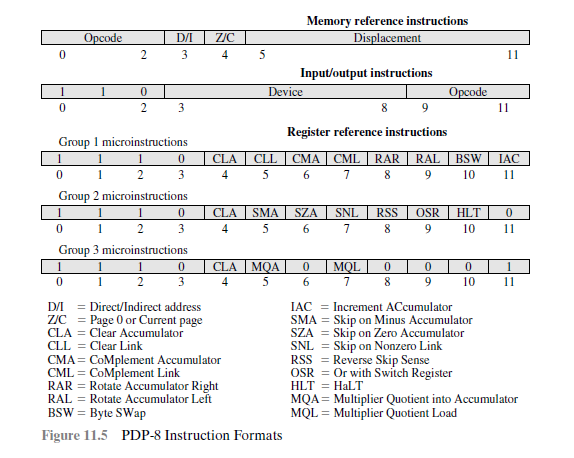 Memory reference instructions
Opcode D/I Z/C Displacement
0 2 3 4 5 11
Input/output instructions
1 1 0 Device Opcode
0 2 3 8 9 11
Register reference instructions
Group 1 microinstructions
1 1 1 0 CLA CLL CMA CML RAR RAL BSW IAC
0 1 2 3 4 5 6 7 8 9 10 11
Group 2 microinstructions
1 1 1 0 CLA SMA SZA SNL RSS OSR HLT 0
0 1 2 3 4 5 6 7 8 9 10 11
Group 3 microinstructions
1 1 1 0 CLA MQA 0 MQL 0 0 0 1
0 1 2 3 4 5 6 7 8 9 10 11
D/I = Direct/Indirect address
Z/C = Page 0 or Current page
CLA = Clear Accumulator
CLL = Clear Link
CMA = CoMplement Accumulator
CML = CoMplement Link
RAR = Rotate Accumulator Right
RAL = Rotate Accumulator Left
BSW = Byte SWap
IAC = Increment ACcumulator
SMA = Skip on Minus Accumulator
SZA = Skip on Zero Accumulator
SNL = Skip on Nonzero Link
RSS = Reverse Skip Sense
OSR = Or with Switch Register
HLT = HaLT
MQA = Multiplier Quotient into Accumulator
MQL = Multiplier Quotient Load
Figure 11.5 PDP-8 Instruction Formats